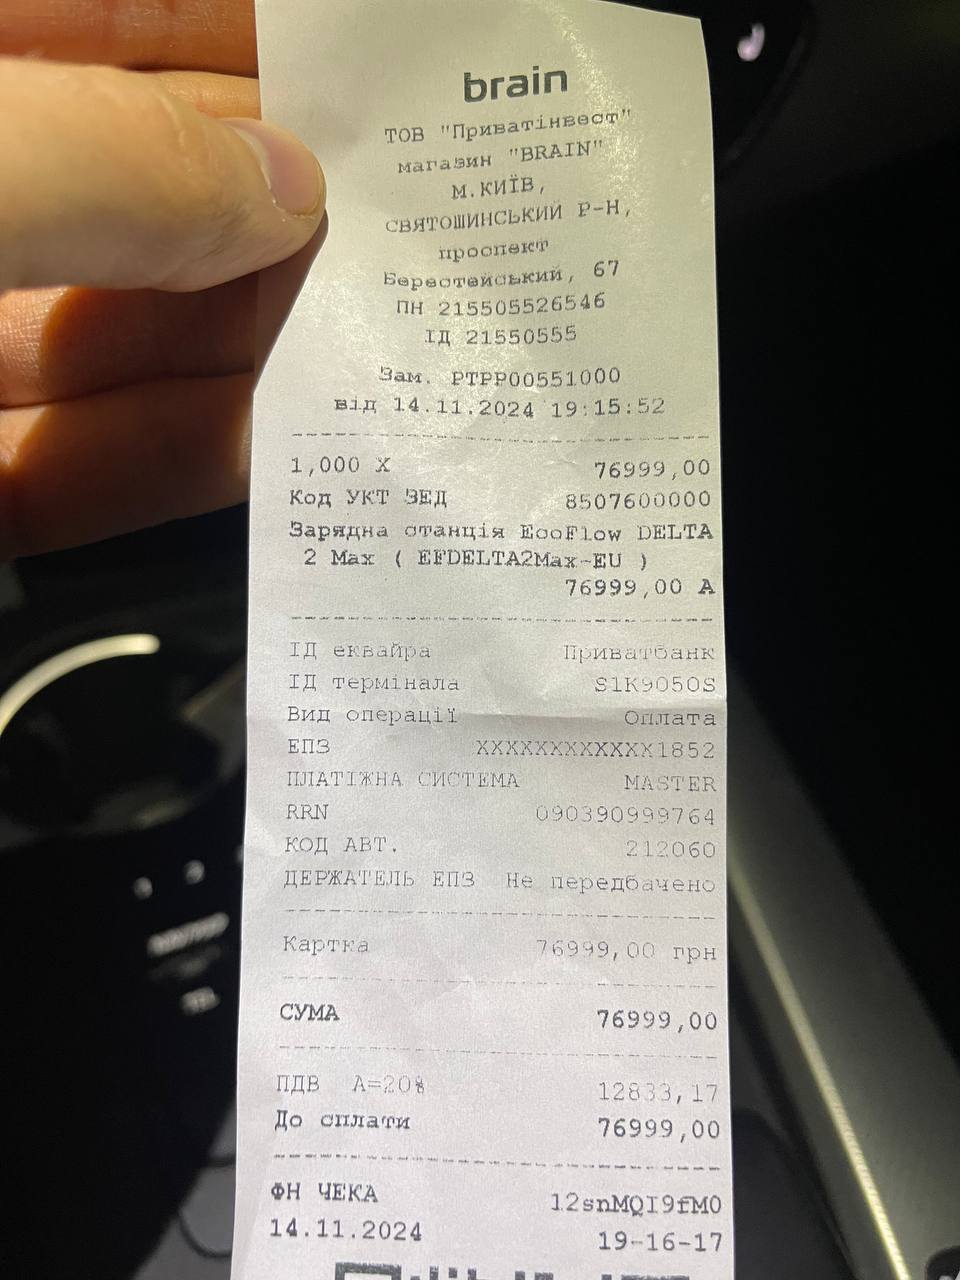 brain
ТОВ "Приватінвест"
магазин "BRAIN"
М.КИЇВ,
СВЯТОШИНСЬКИЙ Р-Н,
проспект
Берестейський, 67
ПН 215505526546
ІД 21550555
Зам. PTPP00551000
від 14.11.2024 19:15:52
1,000 X 76999,00
Код УКТ ЗЕД 8507600000
Зарядна станція EcoFlow DELTA
2 Max ( EFDELTA2Max-EU )
76999,00 А
ІД еквайра Приватбанк
ІД термінала S1K9050S
Вид операції Оплата
ЕПЗ XXXXXXXXXXXX1852
ПЛАТІЖНА СИСТЕМА MASTER
RRN 090390999764
КОД АВТ. 212060
ДЕРЖАТЕЛЬ ЕПЗ Не передбачено
Картка 76999,00 грн
СУМА 76999,00
ПДВ А=20% 12833,17
До сплати 76999,00
ФН ЧЕКА 12snMQI9fM0
14.11.2024 19-16-17